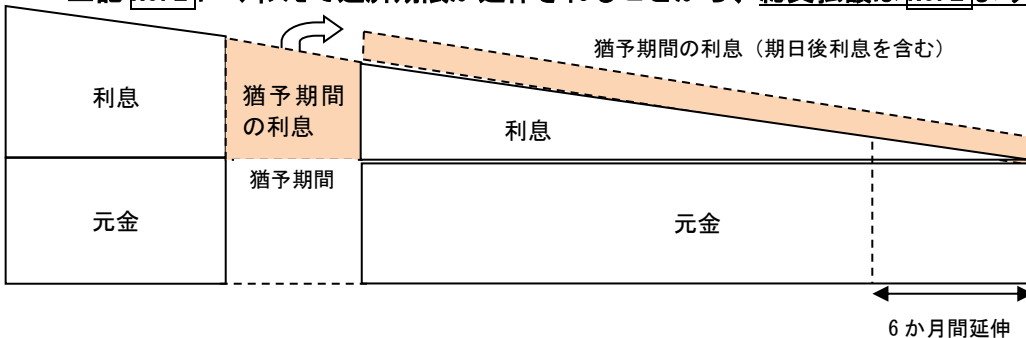 猶予期間の利息（期日後利息を含む）
利息
猶予期間
の利息
利息
猶予期間
元金
元金
6 か月間延伸